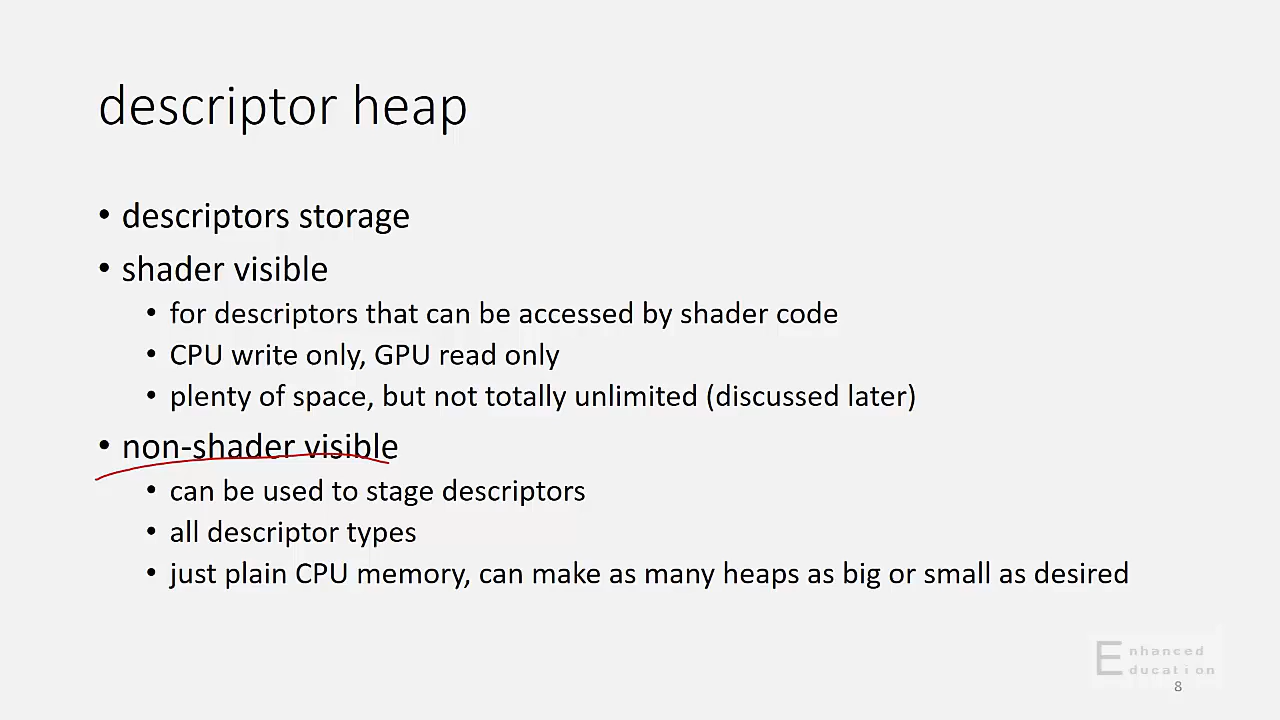 descriptor heap
• descriptors storage
• shader visible
• for descriptors that can be accessed by shader code
• CPU write only, GPU read only
• plenty of space, but not totally unlimited (discussed later)
• non-shader visible
• can be used to stage descriptors
• all descriptor types
• just plain CPU memory, can make as many heaps as big or small as desired
Enhanced
Education
8